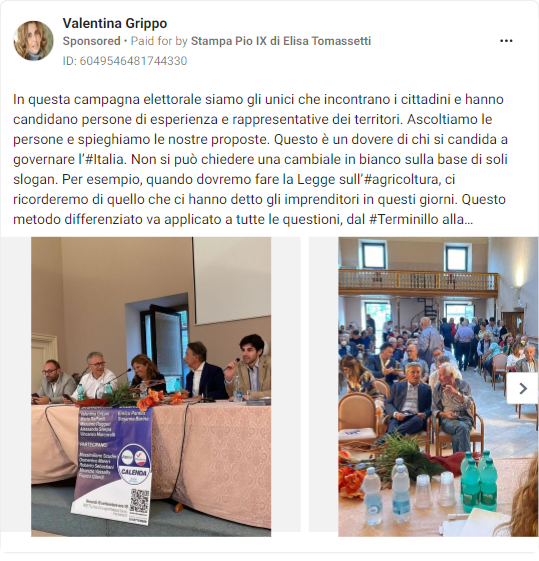 Valentina Grippo
Sponsored • Paid for by Stampa Pio IX di Elisa Tomassetti
ID: 6049546481744330
In questa campagna elettorale siamo gli unici che incontrano i cittadini e hanno
candidano persone di esperienza e rappresentative dei territori. Ascoltiamo le
persone e spieghiamo le nostre proposte. Questo è un dovere di chi si candida a
governare l'#Italia. Non si può chiedere una cambiale in bianco sulla base di soli
slogan. Per esempio, quando dovremo fare la Legge sull'#agricoltura, ci
ricorderemo di quello che ci hanno detto gli imprenditori in questi giorni. Questo
metodo differenziato va applicato a tutte le questioni, dal #Terminillo alla…
CALENDA